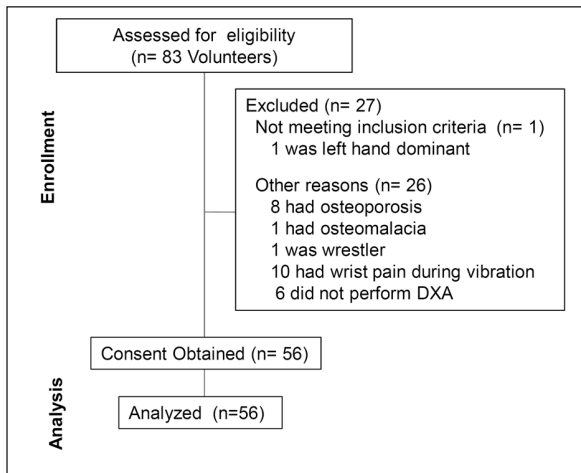 Assessed for eligibility
(n= 83 Volunteers)
Enrollment
Excluded (n= 27)
Not meeting inclusion criteria (n= 1)
1 was left hand dominant
Other reasons (n= 26)
8 had osteoporosis
1 had osteomalacia
1 was wrestler
10 had wrist pain during vibration
6 did not perform DXA
Consent Obtained (n= 56)
Analysis
Analyzed (n=56)